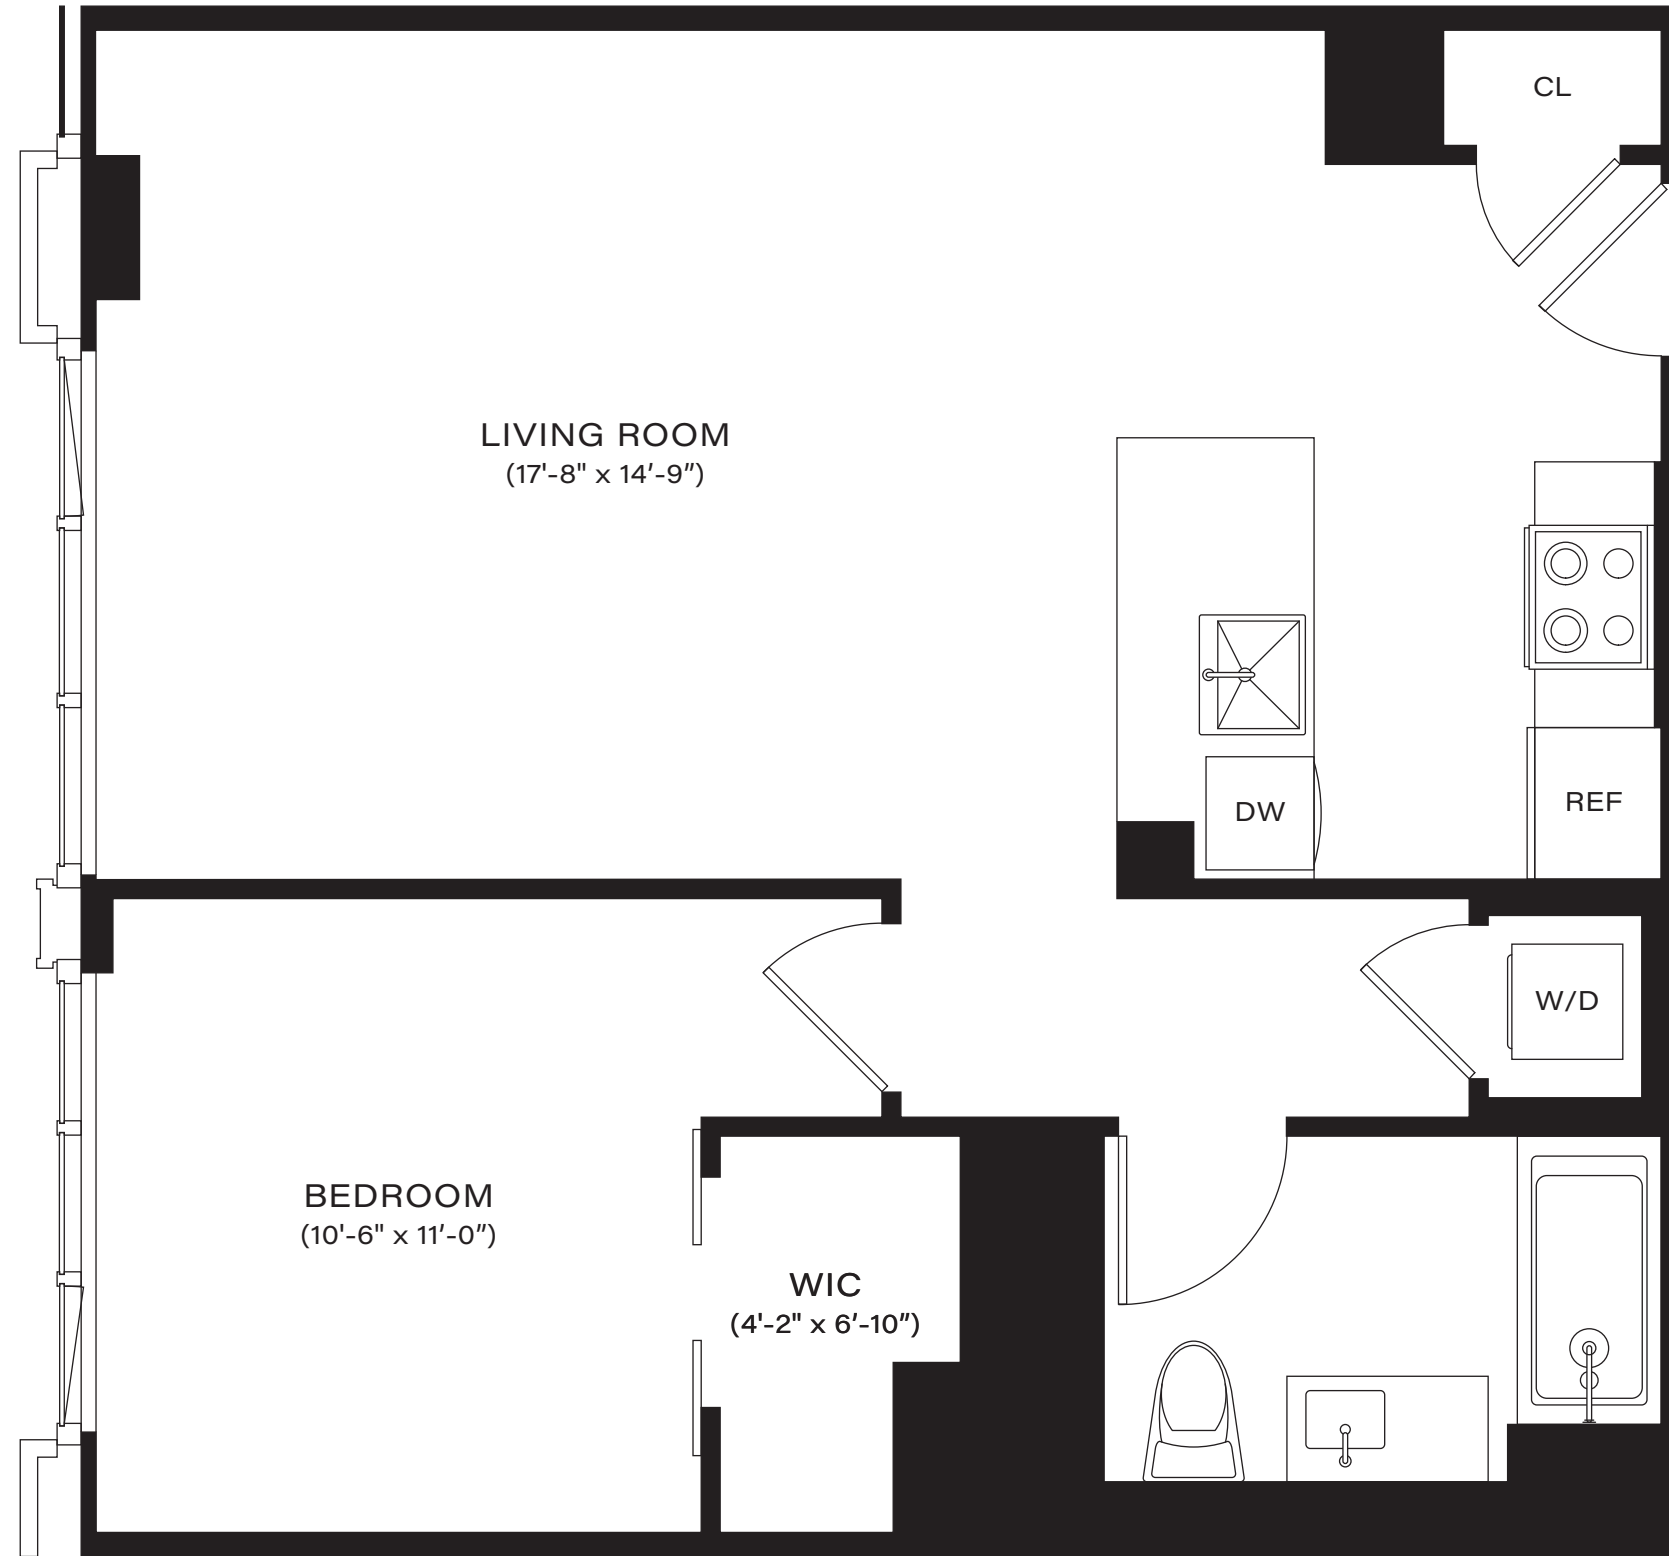 CL
LIVING ROOM
(17'-8" x 14′-9″)
DW
REF
W/D
BEDROOM
(10'-6" x 11′-0″)
WIC
(4'-2" x 6′-10″)